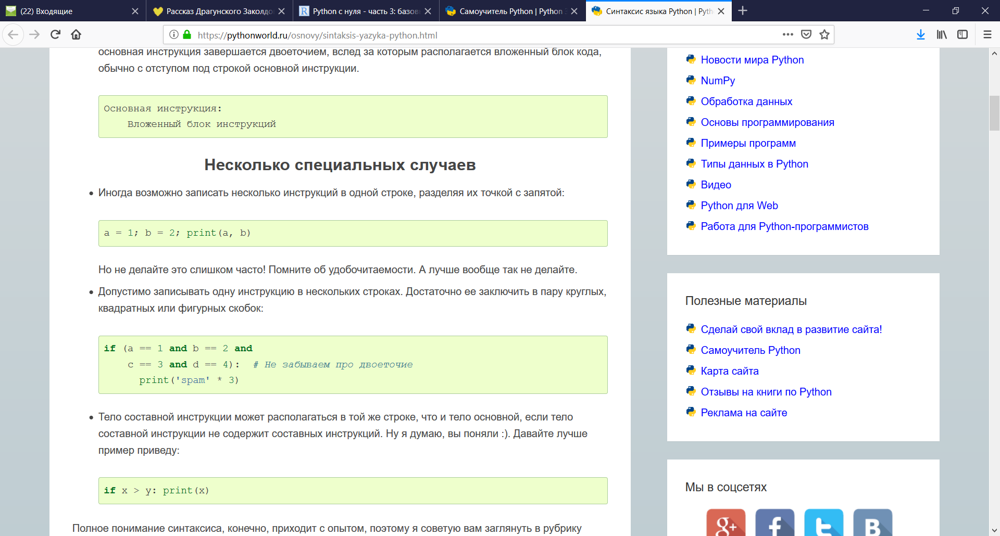 (22) Входящие
Рассказ Драгунского Заколдо
Python с нуля - часть 3: базов
Самоучитель Python | Python 3
Синтаксис языка Python | Pyth
https://pythonworld.ru/osnovy/sintaksis-yazyka-python.html
основная инструкция завершается двоеточием, вслед за которым располагается вложенный блок кода,
обычно с отступом под строкой основной инструкции.
Основная инструкция:
    Вложенный блок инструкций
Несколько специальных случаев
• Иногда возможно записать несколько инструкций в одной строке, разделяя их точкой с запятой:
a = 1; b = 2; print(a, b)
Но не делайте это слишком часто! Помните об удобочитаемости. А лучше вообще так не делайте.
• Допустимо записывать одну инструкцию в нескольких строках. Достаточно ее заключить в пару круглых,
квадратных или фигурных скобок:
if (a == 1 and b == 2 and
    c == 3 and d == 4):  # Не забываем про двоеточие
      print('spam' * 3)
• Тело составной инструкции может располагаться в той же строке, что и тело основной, если тело
составной инструкции не содержит составных инструкций. Ну я думаю, вы поняли :). Давайте лучше
пример приведу:
if x > y: print(x)
Полное понимание синтаксиса, конечно, приходит с опытом, поэтому я советую вам заглянуть в рубрику
Новости мира Python
NumPy
Обработка данных
Основы программирования
Примеры программ
Типы данных в Python
Видео
Python для Web
Работа для Python-программистов
Полезные материалы
Сделай свой вклад в развитие сайта!
Самоучитель Python
Карта сайта
Отзывы на книги по Python
Реклама на сайте
Мы в соцсетях
g+
f
t
B